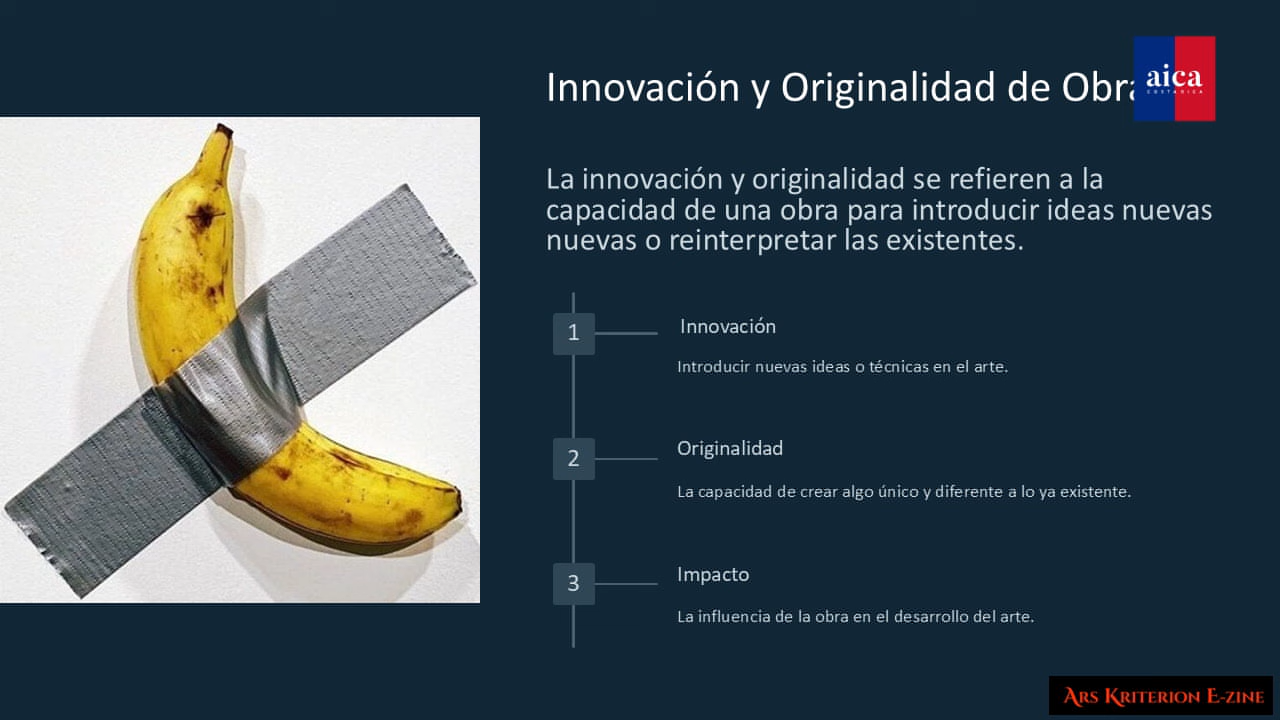 Innovación y Originalidad de Obra
aica
COSTA RICA
La innovación y originalidad se refieren a la
capacidad de una obra para introducir ideas nuevas
nuevas o reinterpretar las existentes.
1
Innovación
Introducir nuevas ideas o técnicas en el arte.
2
Originalidad
La capacidad de crear algo único y diferente a lo ya existente.
3
Impacto
La influencia de la obra en el desarrollo del arte.
Ars Kriterion E-zine